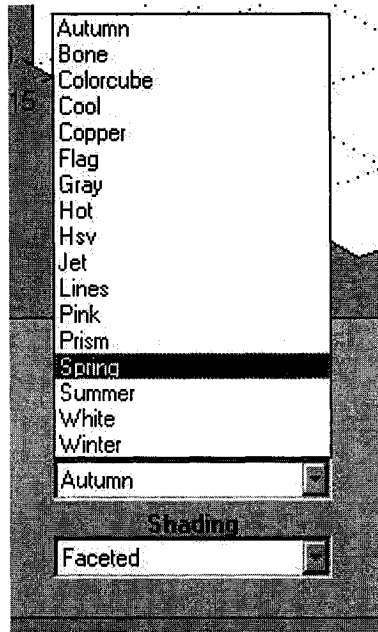 Autumn
Bone
Colorcube
Cool
Copper
Flag
Gray
Hot
Hsv
Jet
Lines
Pink
Prism
Spring
Summer
White
Winter
15
Autumn
Shading
Faceted